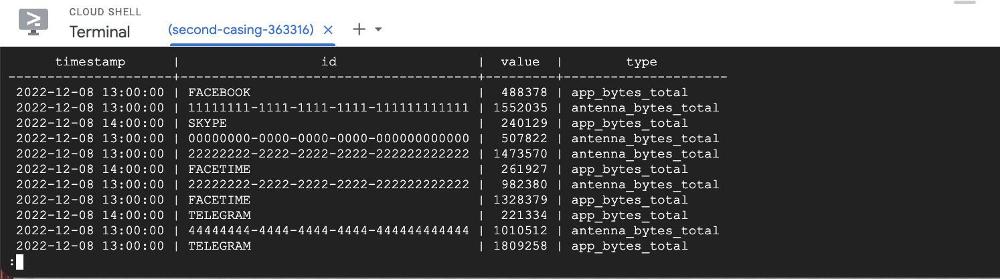 CLOUD SHELL
Terminal (second-casing-363316)
timestamp | id | value | type
----------------------+--------------------------------------+---------+---------------------
2022-12-08 13:00:00 | FACEBOOK | 488378 | app_bytes_total
2022-12-08 13:00:00 | 11111111-1111-1111-1111-111111111111 | 1552035 | antenna_bytes_total
2022-12-08 14:00:00 | SKYPE | 240129 | app_bytes_total
2022-12-08 14:00:00 | 00000000-0000-0000-0000-000000000000 | 507822 | antenna_bytes_total
2022-12-08 14:00:00 | 22222222-2222-2222-2222-222222222222 | 1473570 | antenna_bytes_total
2022-12-08 14:00:00 | FACETIME | 261927 | app_bytes_total
2022-12-08 13:00:00 | 22222222-2222-2222-2222-222222222222 | 982380 | antenna_bytes_total
2022-12-08 13:00:00 | FACETIME | 1328379 | app_bytes_total
2022-12-08 14:00:00 | TELEGRAM | 221334 | app_bytes_total
2022-12-08 13:00:00 | 44444444-4444-4444-4444-444444444444 | 1010512 | antenna_bytes_total
2022-12-08 13:00:00 | TELEGRAM | 1809258 | app_bytes_total
: